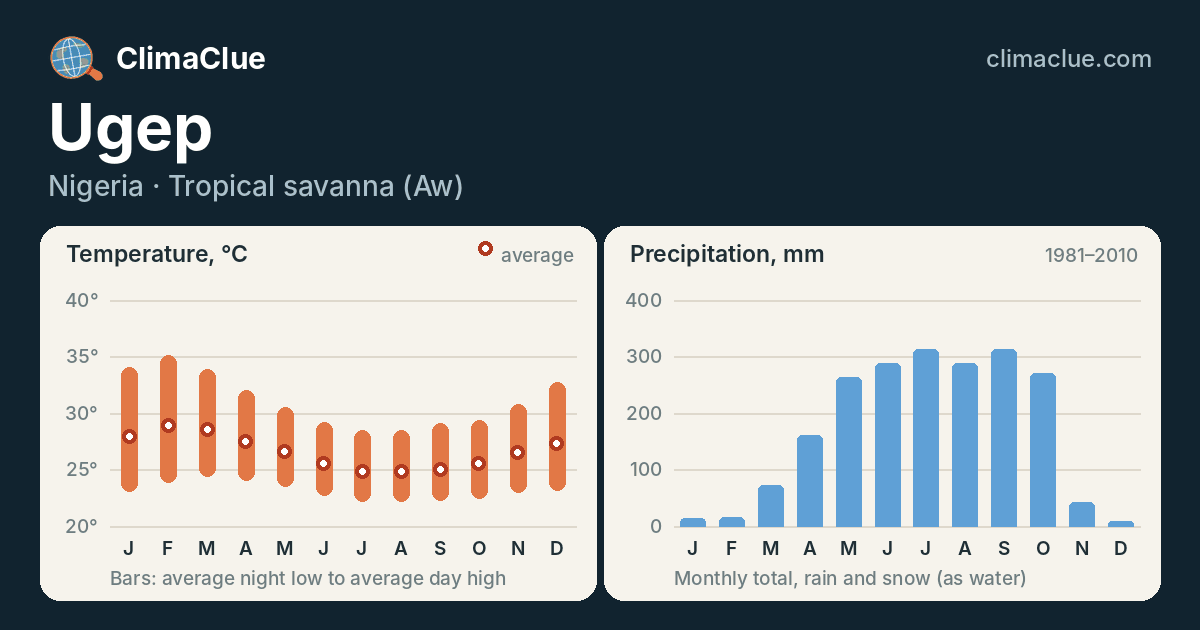 ClimaClue
climaclue.com
Ugep
Nigeria · Tropical savanna (Aw)
Temperature, °C
average
40°
35°
30°
25°
20°
J F M A M J J A S O N D
Bars: average night low to average day high
Precipitation, mm
1981–2010
400
300
200
100
0
J F M A M J J A S O N D
Monthly total, rain and snow (as water)